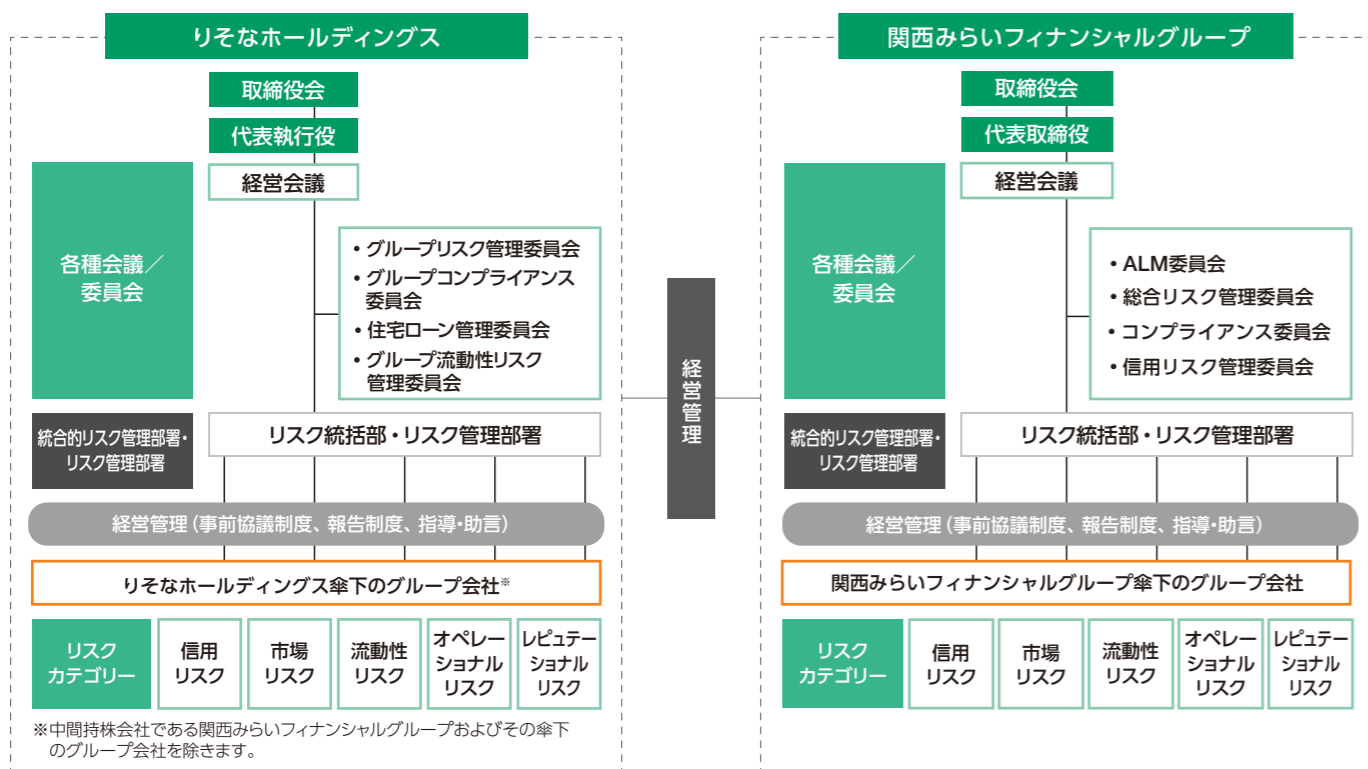 りそなホールディングス
取締役会
代表執行役
経営会議
各種会議／
委員会
• グループリスク管理委員会
• グループコンプライアンス
委員会
• 住宅ローン管理委員会
• グループ流動性リスク
管理委員会
統合的リスク管理部署・
リスク管理部署
リスク統括部・リスク管理部署
経営管理（事前協議制度、報告制度、指導・助言）
りそなホールディングス傘下のグループ会社※
リスク
カテゴリー
信用
リスク
市場
リスク
流動性
リスク
オペレー
ショナル
リスク
レピュテー
ショナル
リスク
※中間持株会社である関西みらいフィナンシャルグループおよびその傘下
のグループ会社を除きます。
経営管理
関西みらいフィナンシャルグループ
取締役会
代表取締役
経営会議
各種会議／
委員会
• ALM委員会
• 総合リスク管理委員会
• コンプライアンス委員会
• 信用リスク管理委員会
統合的リスク管理部署・
リスク管理部署
リスク統括部・リスク管理部署
経営管理（事前協議制度、報告制度、指導・助言）
関西みらいフィナンシャルグループ傘下のグループ会社
リスク
カテゴリー
信用
リスク
市場
リスク
流動性
リスク
オペレー
ショナル
リスク
レピュテー
ショナル
リスク